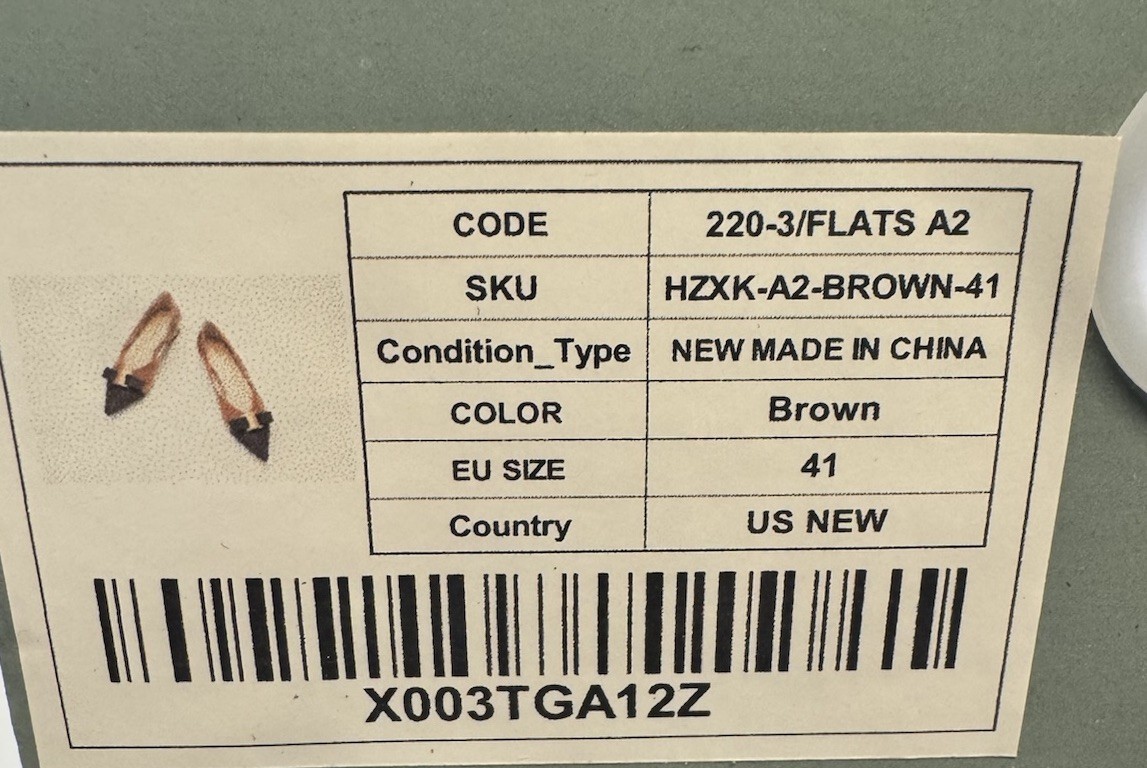 CODE 220-3/FLATS A2
SKU HZXK-A2-BROWN-41
Condition_Type NEW MADE IN CHINA
COLOR Brown
EU SIZE 41
Country US NEW
X003TGA12Z